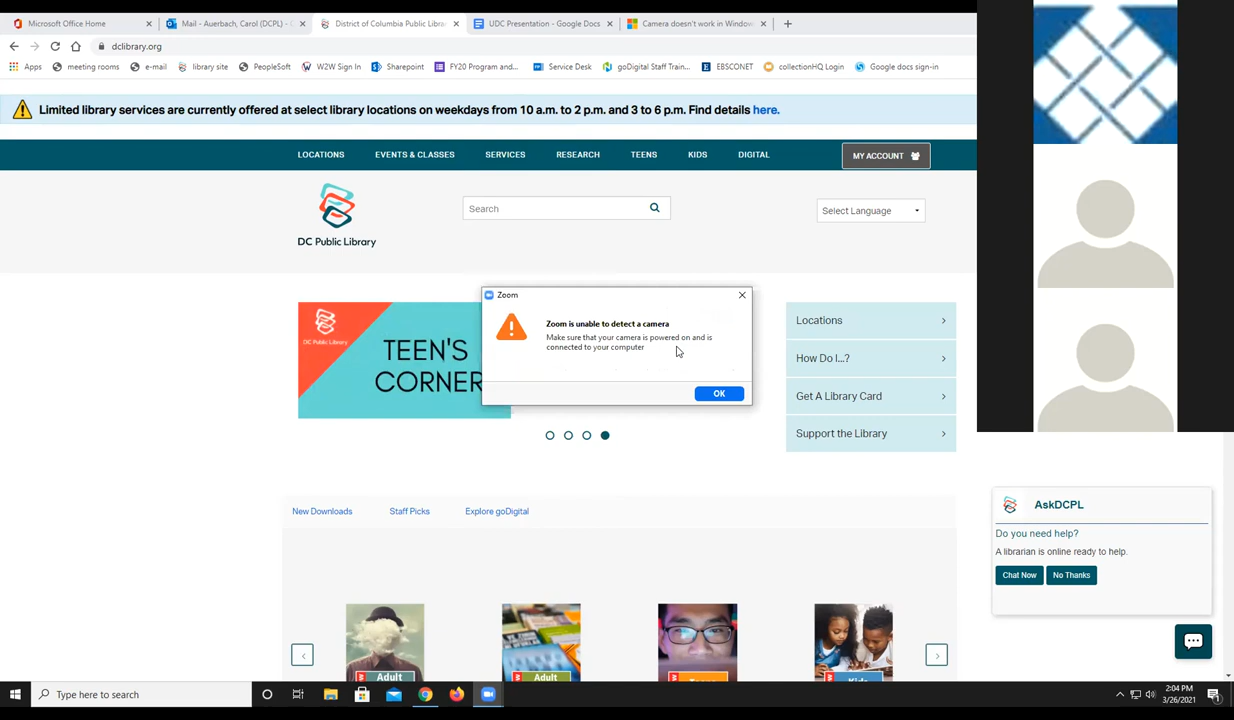 Microsoft Office Home
Mail - Auerbach, Carol (DCPL) -
District of Columbia Public Librar
UDC Presentation - Google Docs
Camera doesn't work in Window
dclibrary.org
Apps
meeting rooms
e-mail
library site
PeopleSoft
W2W Sign In
Sharepoint
FY20 Program and...
Service Desk
goDigital Staff Train...
EBSCONET
collectionHQ Login
Google docs sign-in
Limited library services are currently offered at select library locations on weekdays from 10 a.m. to 2 p.m. and 3 to 6 p.m. Find details here.
LOCATIONS
EVENTS & CLASSES
SERVICES
RESEARCH
TEENS
KIDS
DIGITAL
MY ACCOUNT
DC Public Library
Search
Select Language
Zoom
Zoom is unable to detect a camera
Make sure that your camera is powered on and is
connected to your computer
OK
DC Public Library
TEEN'S
CORNER
Locations
How Do I...?
Get A Library Card
Support the Library
New Downloads
Staff Picks
Explore goDigital
AskDCPL
Do you need help?
A librarian is online ready to help.
Chat Now
No Thanks
Adult
Adult
Kids
Type here to search
2:04 PM
3/26/2021
1